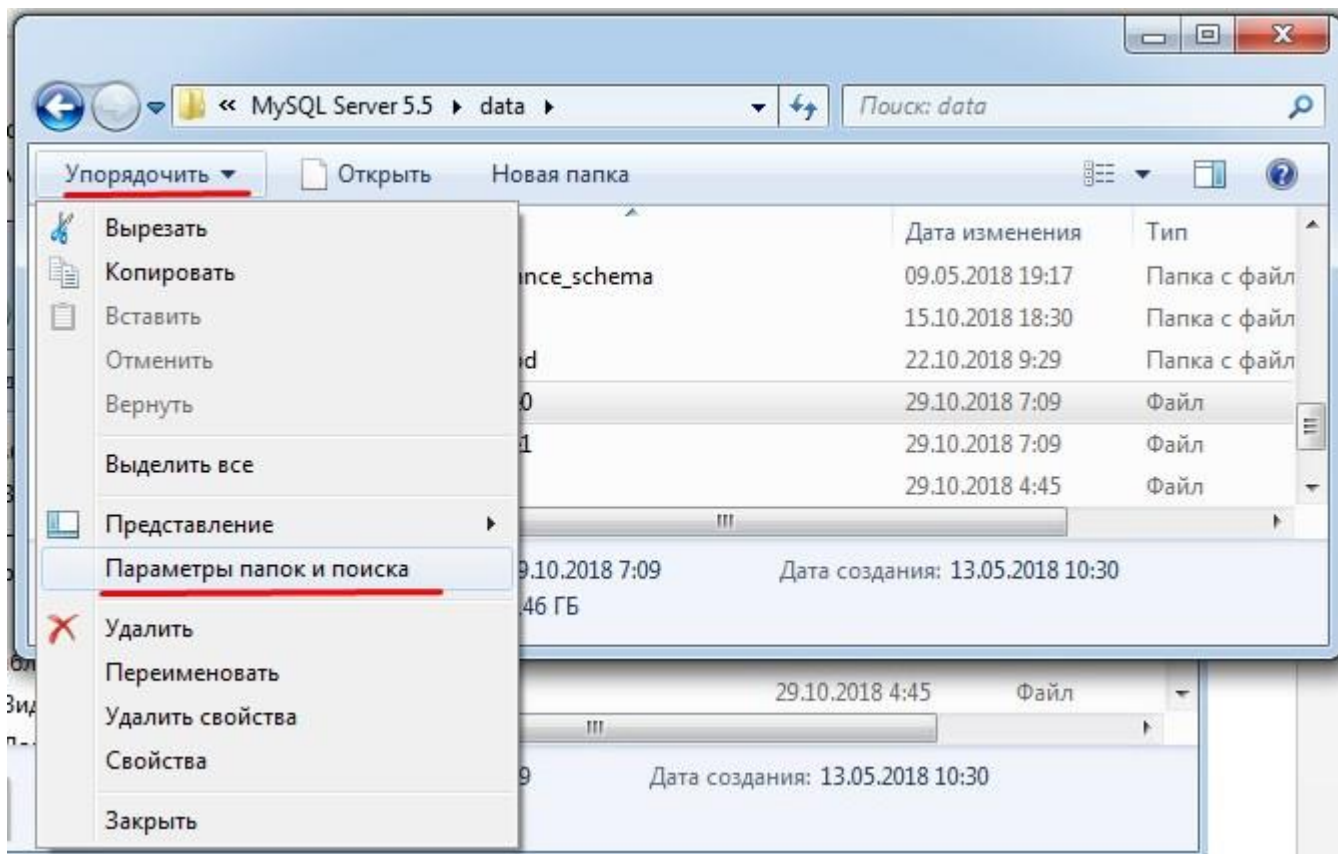 « MySQL Server 5.5 data
Поиск: data
Упорядочить Открыть Новая папка
Дата изменения Тип
Вырезать
Копировать
Вставить
Отменить
Вернуть
Выделить все
Представление
Параметры папок и поиска
Удалить
Переименовать
Удалить свойства
Свойства
Закрыть
nce_schema 09.05.2018 19:17 Папка с файл
15.10.2018 18:30 Папка с файл
22.10.2018 9:29 Папка с файл
0 29.10.2018 7:09 Файл
1 29.10.2018 7:09 Файл
29.10.2018 4:45 Файл
9.10.2018 7:09 Дата создания: 13.05.2018 10:30
46 ГБ
29.10.2018 4:45 Файл
9 Дата создания: 13.05.2018 10:30